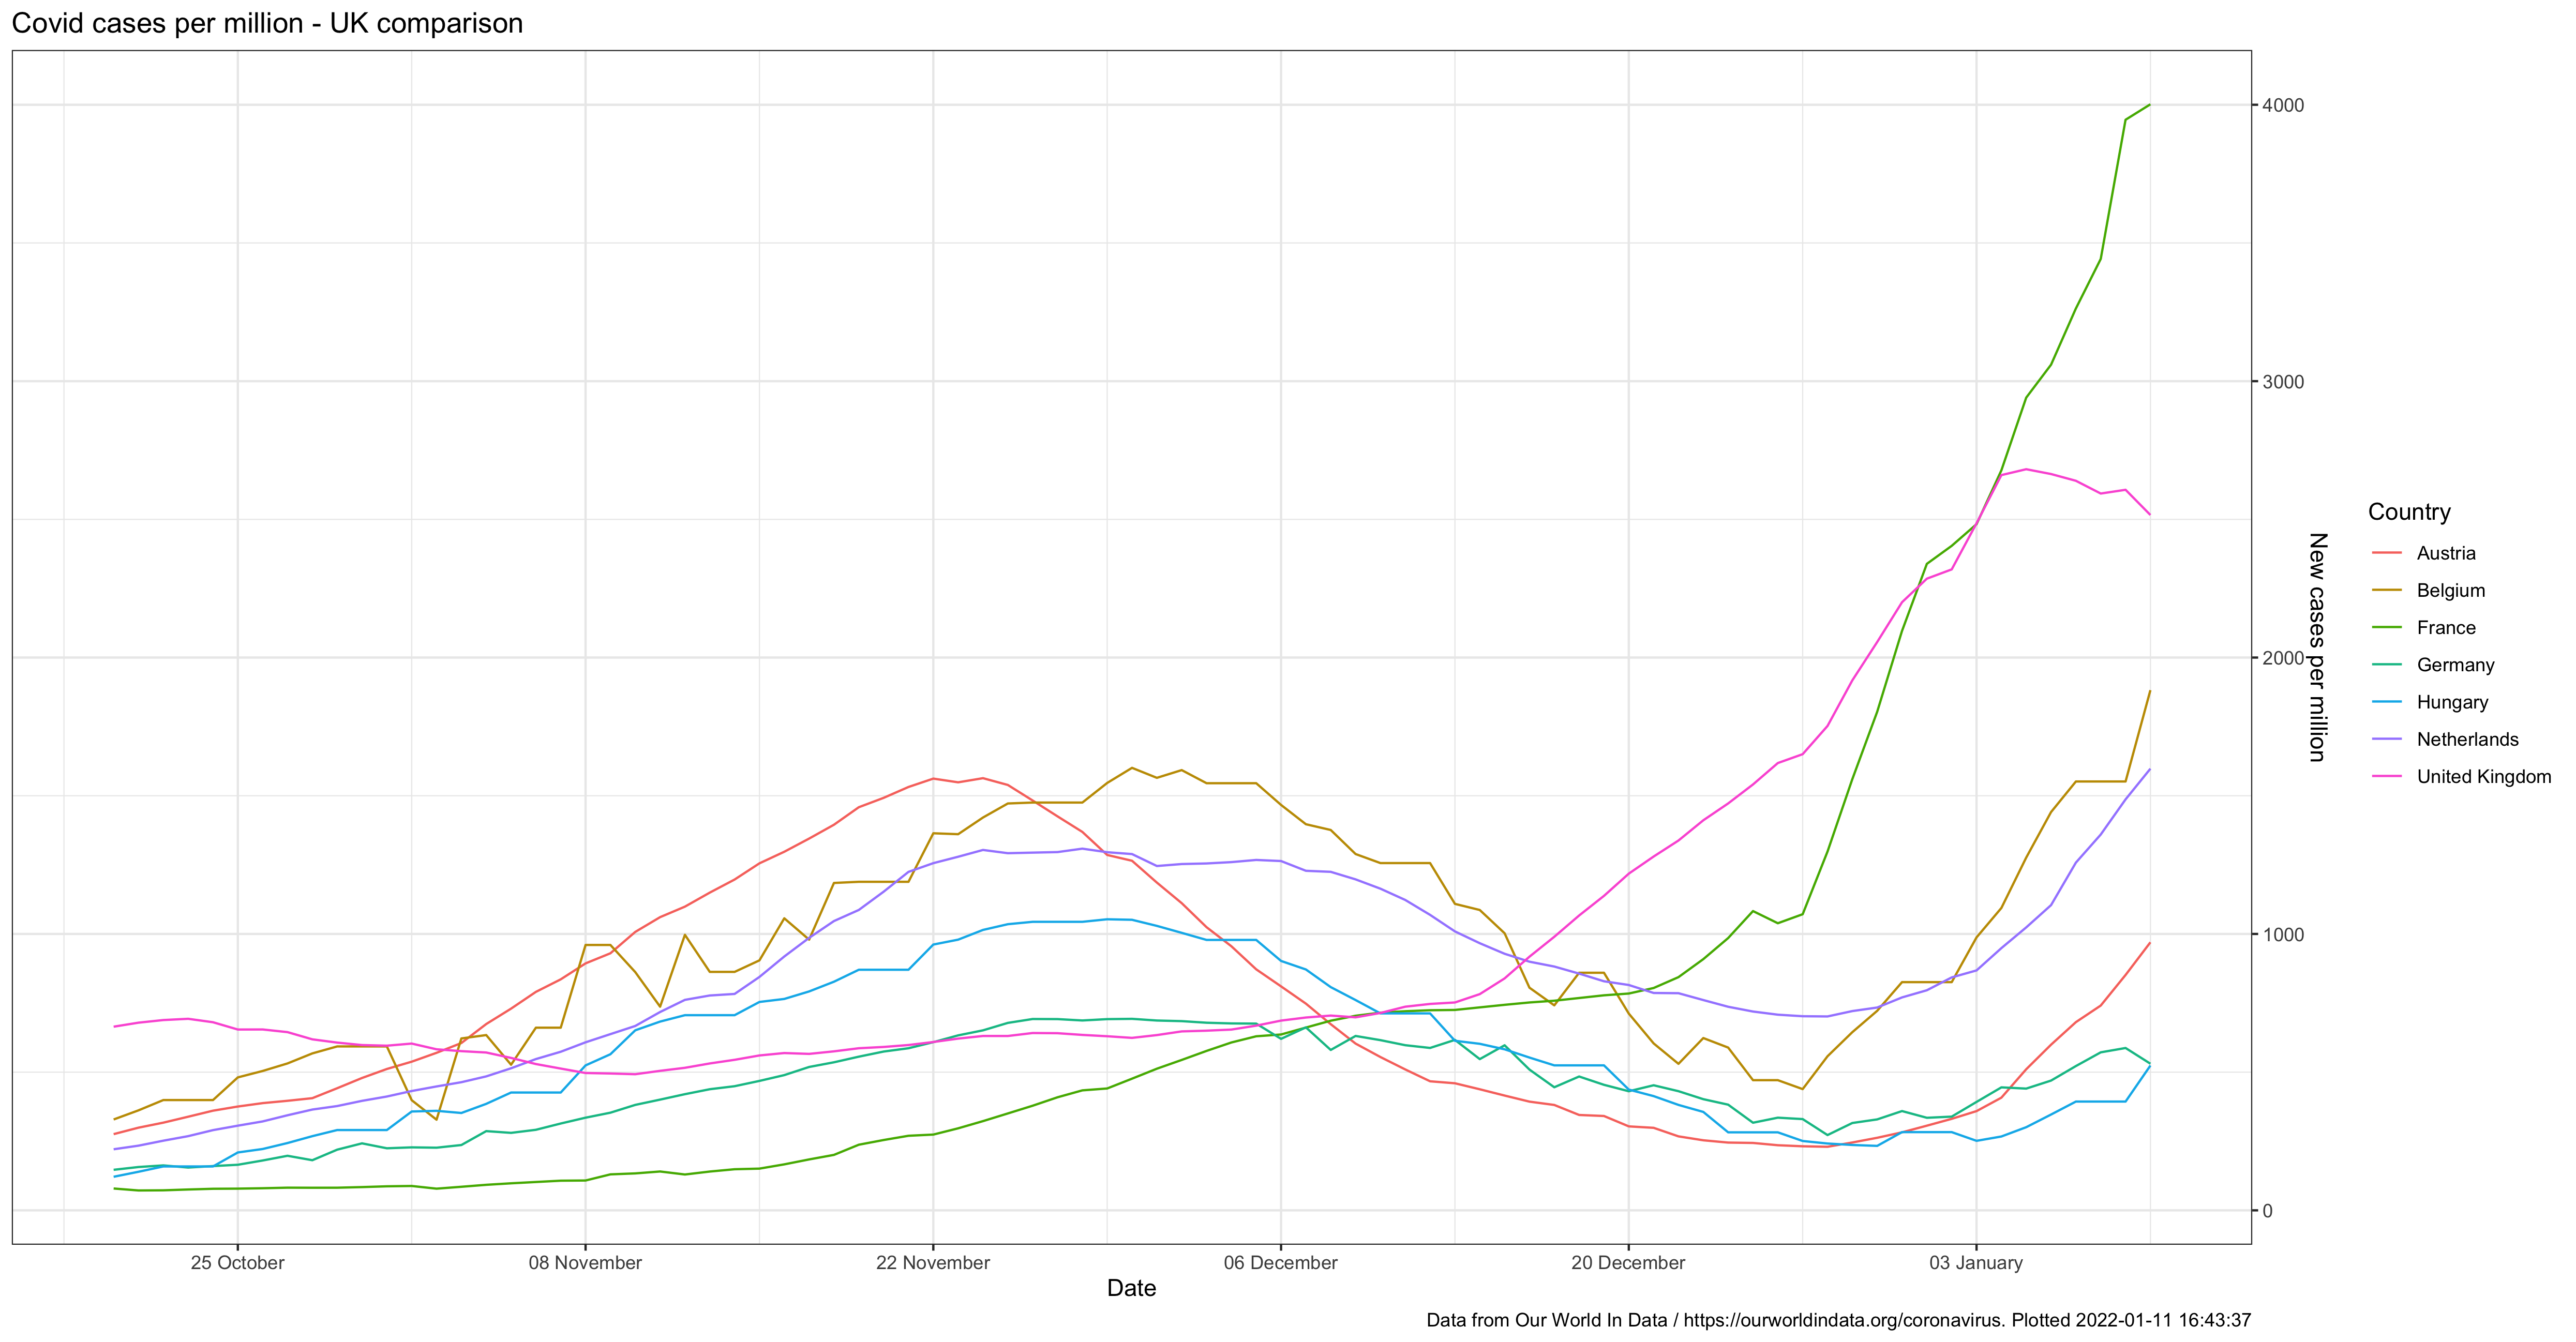 Covid cases per million - UK comparison
4000
3000
2000
1000
0
New cases per million
Country
Austria
Belgium
France
Germany
Hungary
Netherlands
United Kingdom
25 October
08 November
22 November
06 December
20 December
03 January
Date
Data from Our World In Data / https://ourworldindata.org/coronavirus. Plotted 2022-01-11 16:43:37